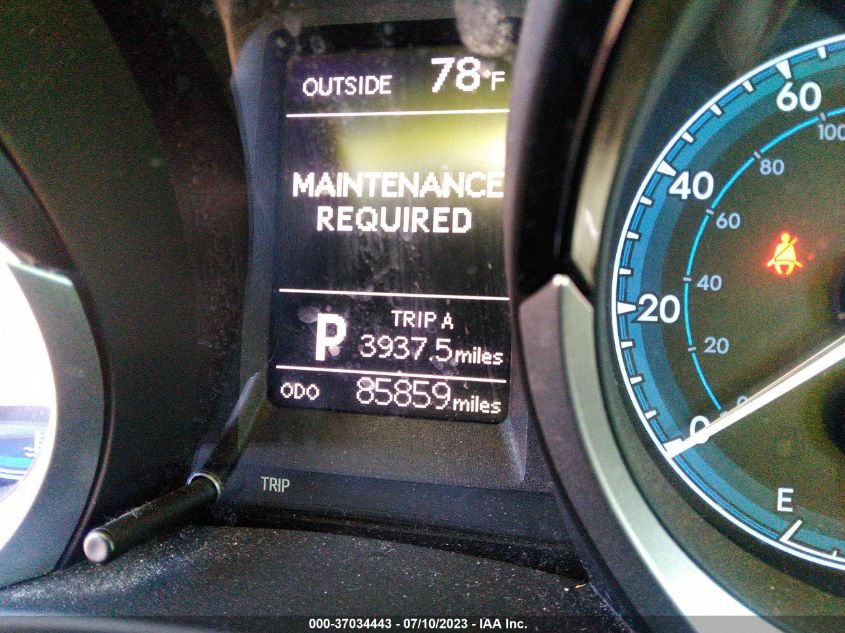 OUTSIDE 78°F
MAINTENANCE
REQUIRED
TRIP A
P 3937.5 miles
ODO 85859 miles
TRIP
60
100
80
40
60
40
20
20
0
0
E
000-37034443 - 07/10/2023 - IAA Inc.